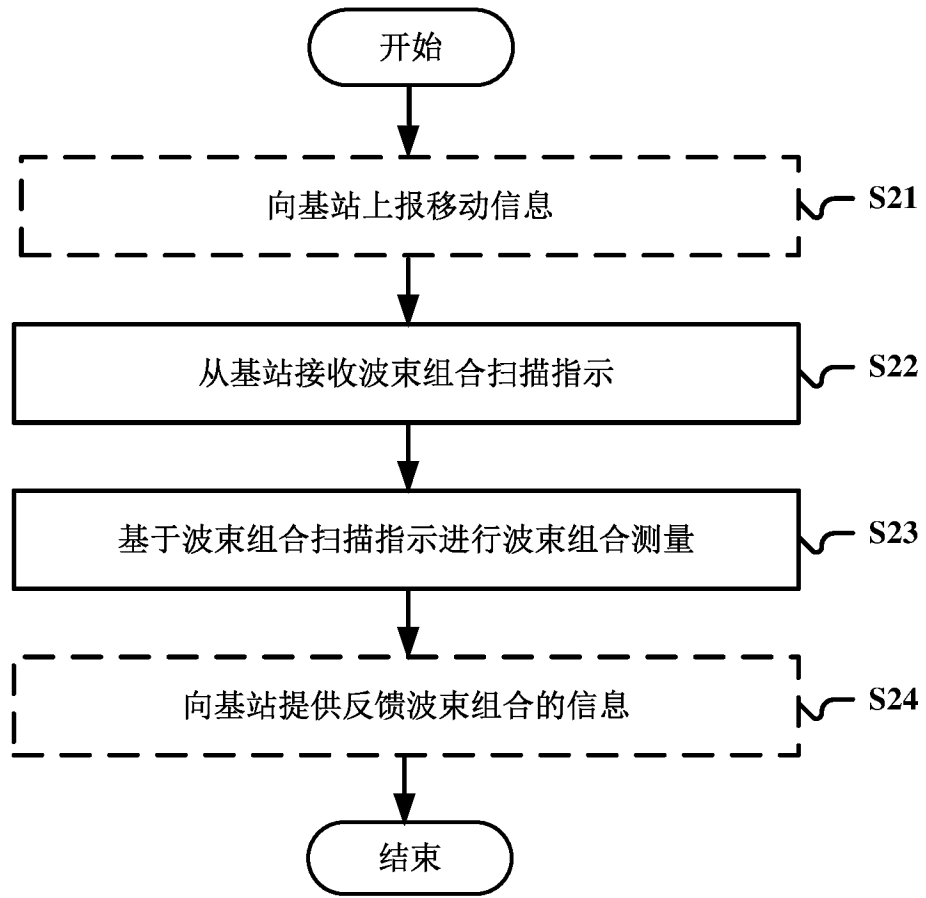 开始
向基站上报移动信息
S21
从基站接收波束组合扫描指示
S22
基于波束组合扫描指示进行波束组合测量
S23
向基站提供反馈波束组合的信息
S24
结束